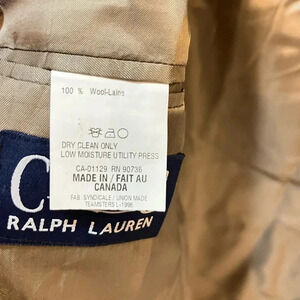 100 % Wool-Laine
DRY CLEAN ONLY
LOW MOISTURE UTILITY PRESS
CA-01129 RN 90736
MADE IN / FAIT AU
CANADA
FAB. SYNDICALE / UNION MADE
TEAMSTERS L-1996
RALPH LAUREN